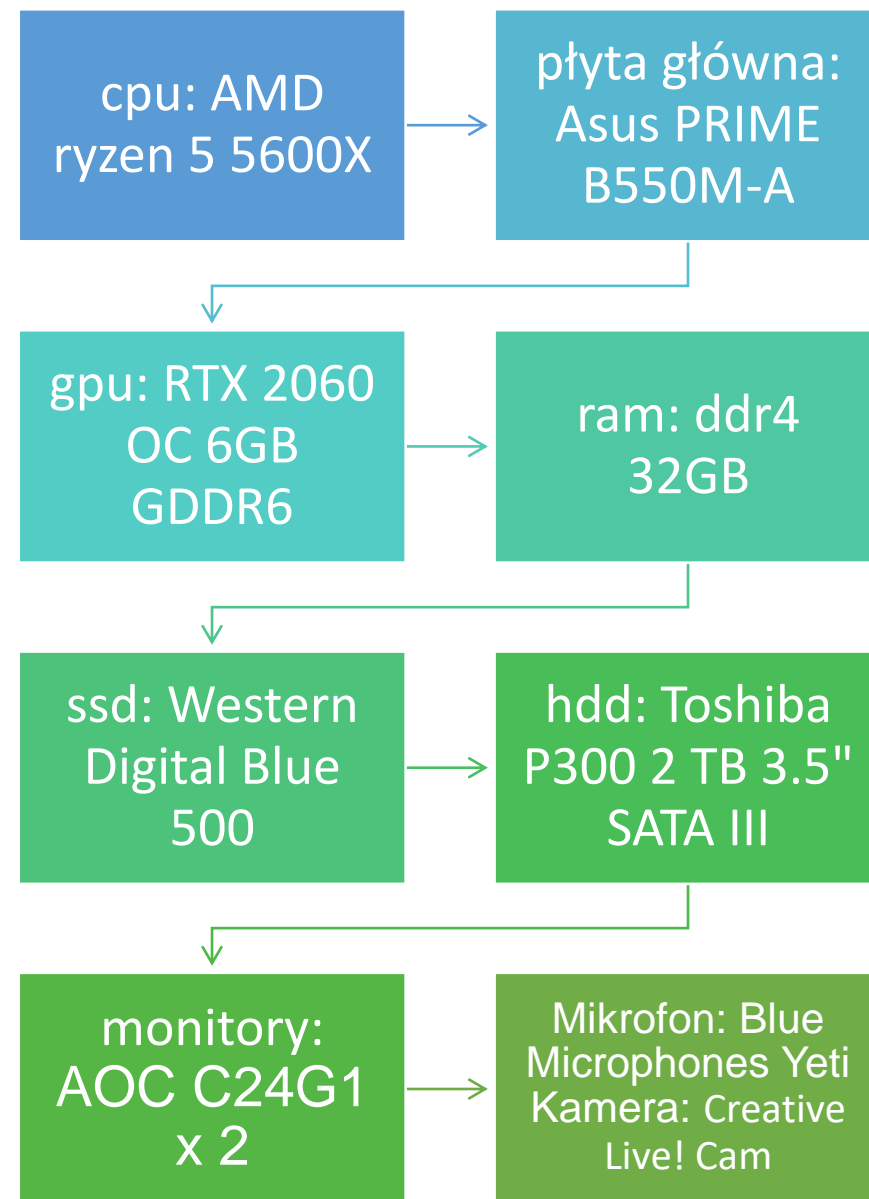 cpu: AMD
ryzen 5 5600X
płyta główna:
Asus PRIME
B550M-A
gpu: RTX 2060
OC 6GB
GDDR6
ram: ddr4
32GB
ssd: Western
Digital Blue
500
hdd: Toshiba
P300 2 TB 3.5"
SATA III
monitory:
AOC C24G1
x 2
Mikrofon: Blue
Microphones Yeti
Kamera: Creative
Live! Cam